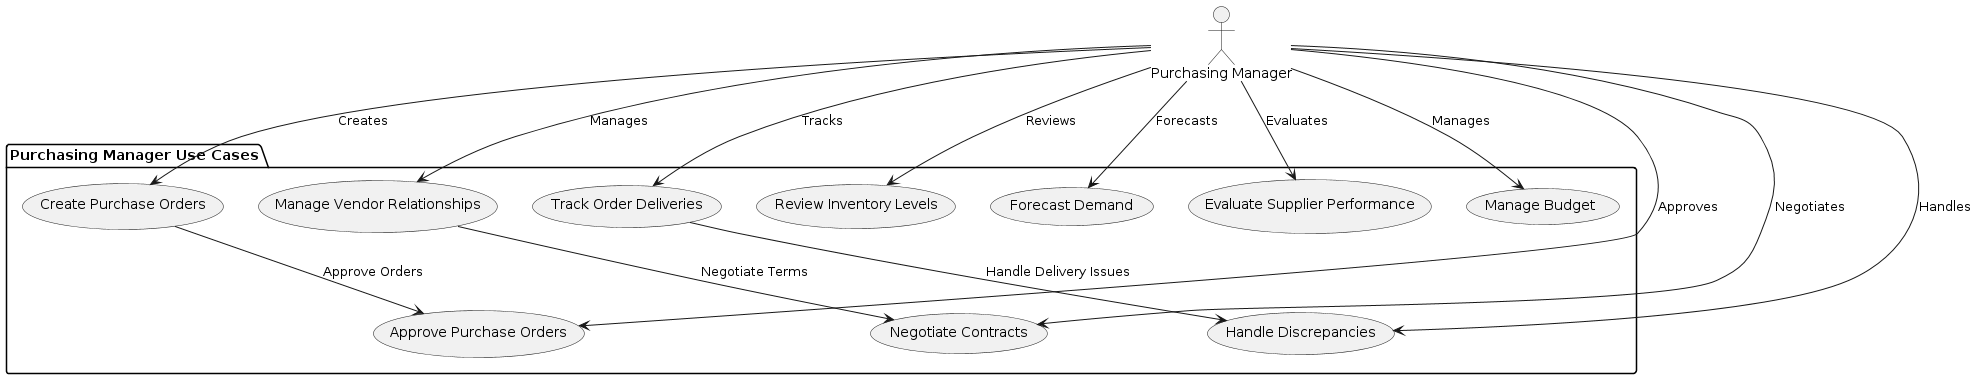 Purchasing Manager
Creates
Manages
Tracks
Reviews
Forecasts
Evaluates
Manages
Purchasing Manager Use Cases
Create Purchase Orders
Manage Vendor Relationships
Track Order Deliveries
Review Inventory Levels
Forecast Demand
Evaluate Supplier Performance
Manage Budget
Approves
Negotiates
Handles
Approve Orders
Negotiate Terms
Handle Delivery Issues
Approve Purchase Orders
Negotiate Contracts
Handle Discrepancies